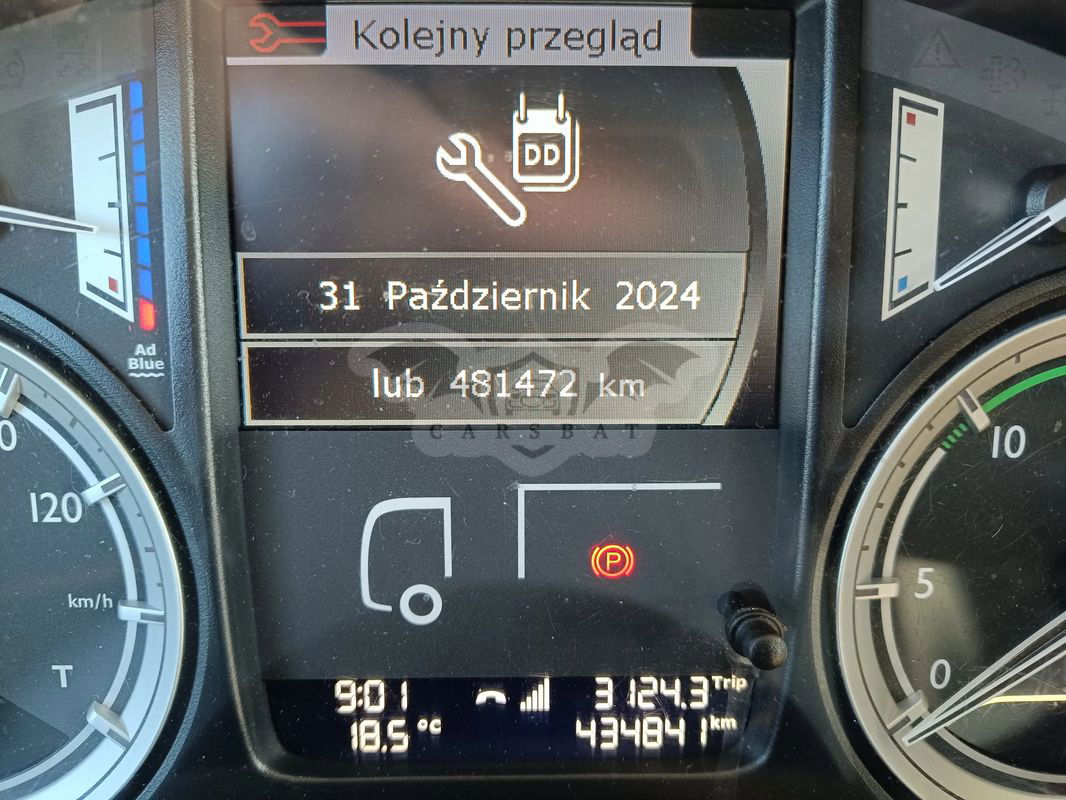 Kolejny przegląd
DD
31 Październik 2024
lub 481472 km
CARSBAT
Ad
Blue
120
km/h
T
10
5
0
P
9:01
3124.3 Trip
18.5 °C
434841 km